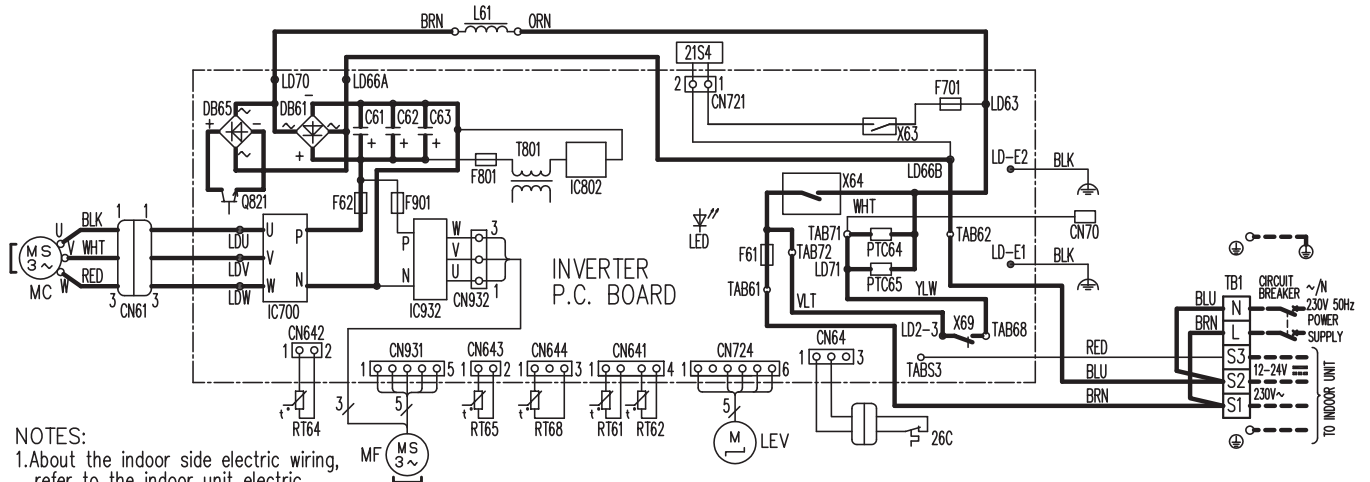 BRN L61 ORN
21S4
LD70 LD66A
2 1
CN721
F701
LD63
DB65 DB61
C61 C62 C63
X63
T801
LD-E2 BLK
LD66B
F801
IC802
Q821
F62 F901
X64
WHT
CN70
U BLK 1 1
LED
TAB71
TAB62
MS 3~ V WHT
LDU U P
P W 3
INVERTER
P.C. BOARD
F61 TAB72
PTC64
LD-E1 BLK
LDV V
V
LD71
W RED
LDW W N
N U 1
TAB61
PTC65
MC
3 3
CN61
IC700
IC932
CN932
VLT
YLW
TB1
CIRCUIT
BREAKER
~/N
230V 50Hz
POWER
SUPPLY
BLU N
BRN L
LD2-3 X69 TAB68
CN642
1 2
CN931
1 5
CN643
1 2
CN644
1 3
CN641
1 4
CN724
1 6
CN64
1 3
TABS3
RED S3
12-24V
BLU S2
230V~
BRN S1
TO INDOOR UNIT
t° t° t° t° t°
3 5 5
RT64
RT65
RT68
RT61
RT62
M LEV
26C
MF MS 3~
NOTES:
1.About the indoor side electric wiring,
refer to the indoor unit electric